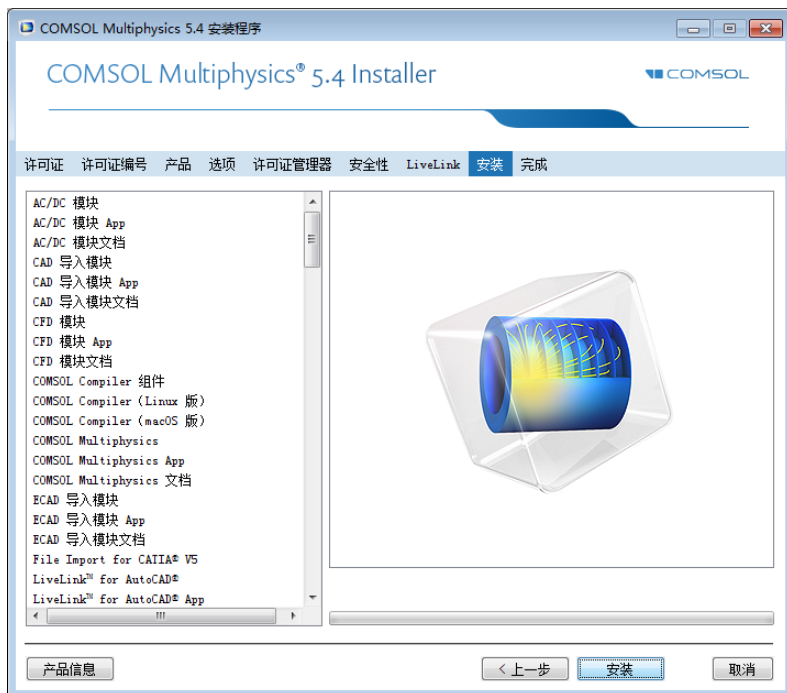 COMSOL Multiphysics 5.4 安装程序
COMSOL Multiphysics® 5.4 Installer
COMSOL
许可证 许可证编号 产品 选项 许可证管理器 安全性 LiveLink 安装 完成
AC/DC 模块
AC/DC 模块 App
AC/DC 模块文档
CAD 导入模块
CAD 导入模块 App
CAD 导入模块文档
CFD 模块
CFD 模块 App
CFD 模块文档
COMSOL Compiler 组件
COMSOL Compiler (Linux 版)
COMSOL Compiler (macOS 版)
COMSOL Multiphysics
COMSOL Multiphysics App
COMSOL Multiphysics 文档
ECAD 导入模块
ECAD 导入模块 App
ECAD 导入模块文档
File Import for CATIA® V5
LiveLink™ for AutoCAD®
LiveLink™ for AutoCAD® App
产品信息 <上一步 安装 取消